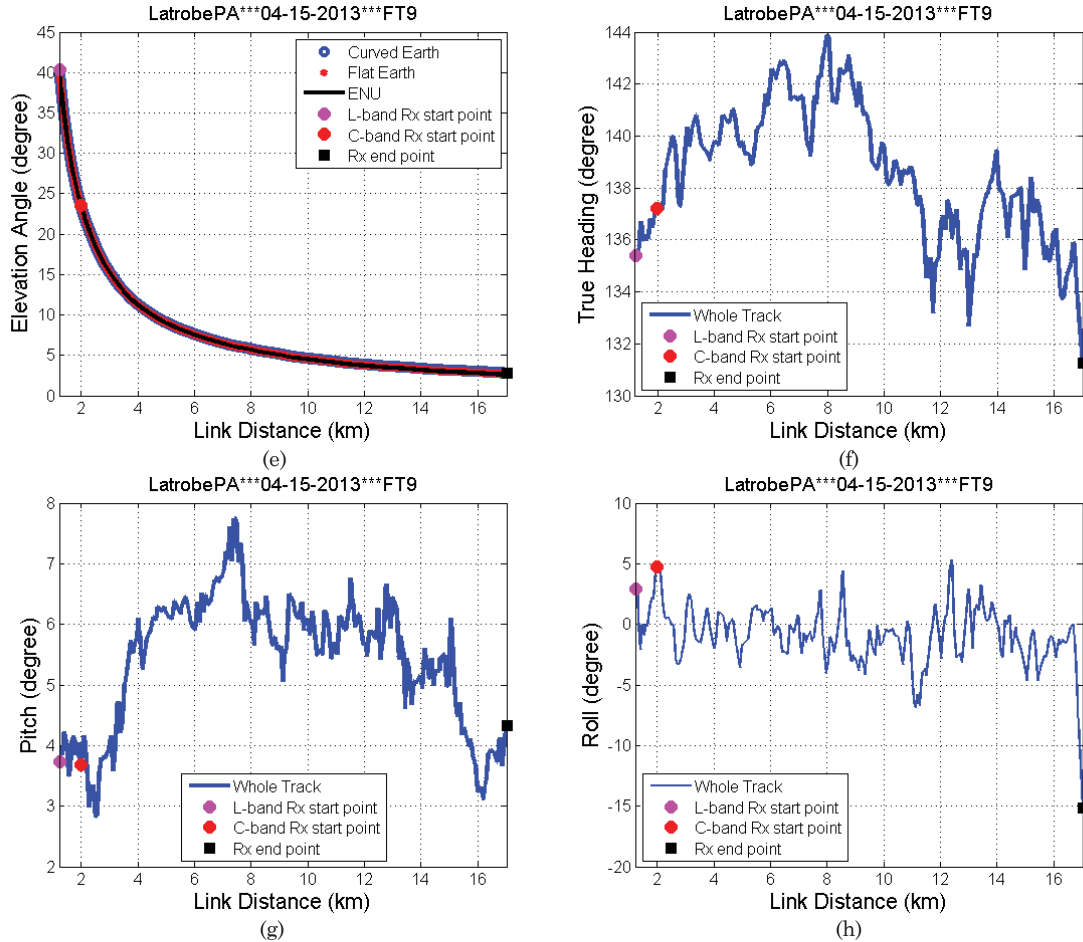 LatrobePA***04-15-2013***FT9
45
40
35
30
25
20
15
10
5
0
Elevation Angle (degree)
Curved Earth
Flat Earth
ENU
L-band Rx start point
C-band Rx start point
Rx end point
2 4 6 8 10 12 14 16
Link Distance (km)
(e)
LatrobePA***04-15-2013***FT9
144
142
140
138
136
134
131
130
True Heading (degree)
Whole Track
L-band Rx start point
C-band Rx start point
Rx end point
2 4 6 8 10 12 14 16
Link Distance (km)
(f)
LatrobePA***04-15-2013***FT9
8
7
6
5
4
3
2
Pitch (degree)
Whole Track
L-band Rx start point
C-band Rx start point
Rx end point
2 4 6 8 10 12 14 16
Link Distance (km)
(g)
LatrobePA***04-15-2013***FT9
10
5
0
-5
-10
-15
-20
Roll (degree)
Whole Track
L-band Rx start point
C-band Rx start point
Rx end point
2 4 6 8 10 12 14 16
Link Distance (km)
(h)